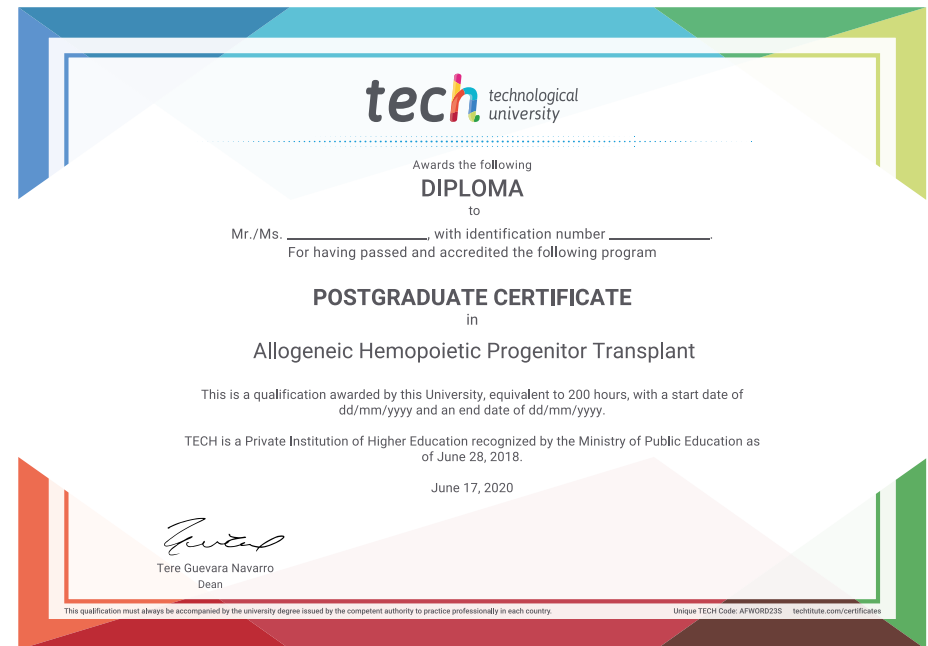 tech technological
university
Awards the following
DIPLOMA
to
Mr./Ms. ____________________, with identification number ______________.
For having passed and accredited the following program
POSTGRADUATE CERTIFICATE
in
Allogeneic Hemopoietic Progenitor Transplant
This is a qualification awarded by this University, equivalent to 200 hours, with a start date of
dd/mm/yyyy and an end date of dd/mm/yyyy.
TECH is a Private Institution of Higher Education recognized by the Ministry of Public Education as
of June 28, 2018.
June 17, 2020
Tere Guevara Navarro
Dean
This qualification must always be accompanied by the university degree issued by the competent authority to practice professionally in each country.
Unique TECH Code: AFWORD23S techtitute.com/certificates